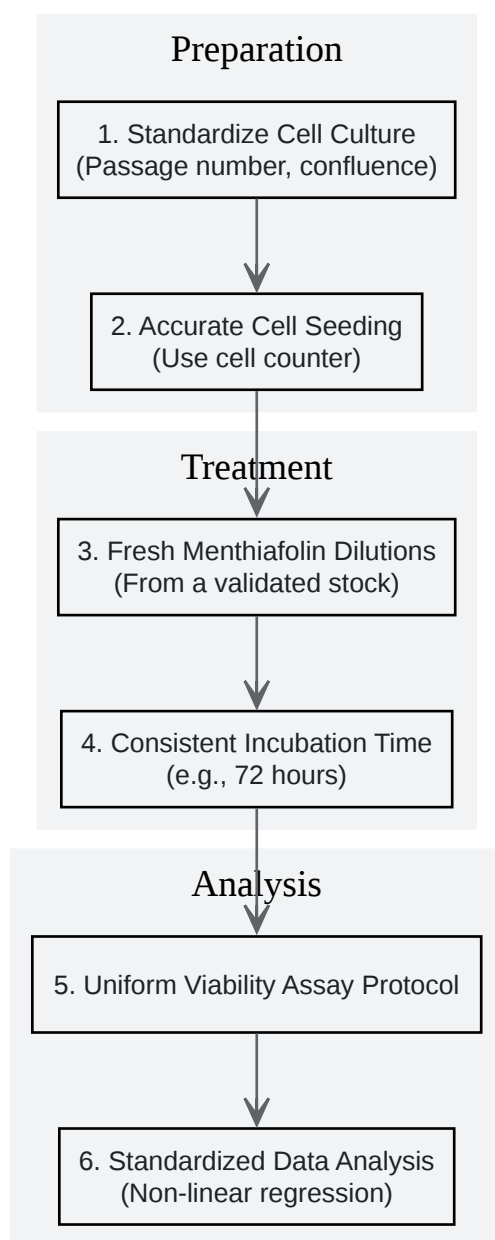 Preparation
1. Standardize Cell Culture
(Passage number, confluence)
2. Accurate Cell Seeding
(Use cell counter)
Treatment
3. Fresh Menthiafolin Dilutions
(From a validated stock)
4. Consistent Incubation Time
(e.g., 72 hours)
Analysis
5. Uniform Viability Assay Protocol
6. Standardized Data Analysis
(Non-linear regression)